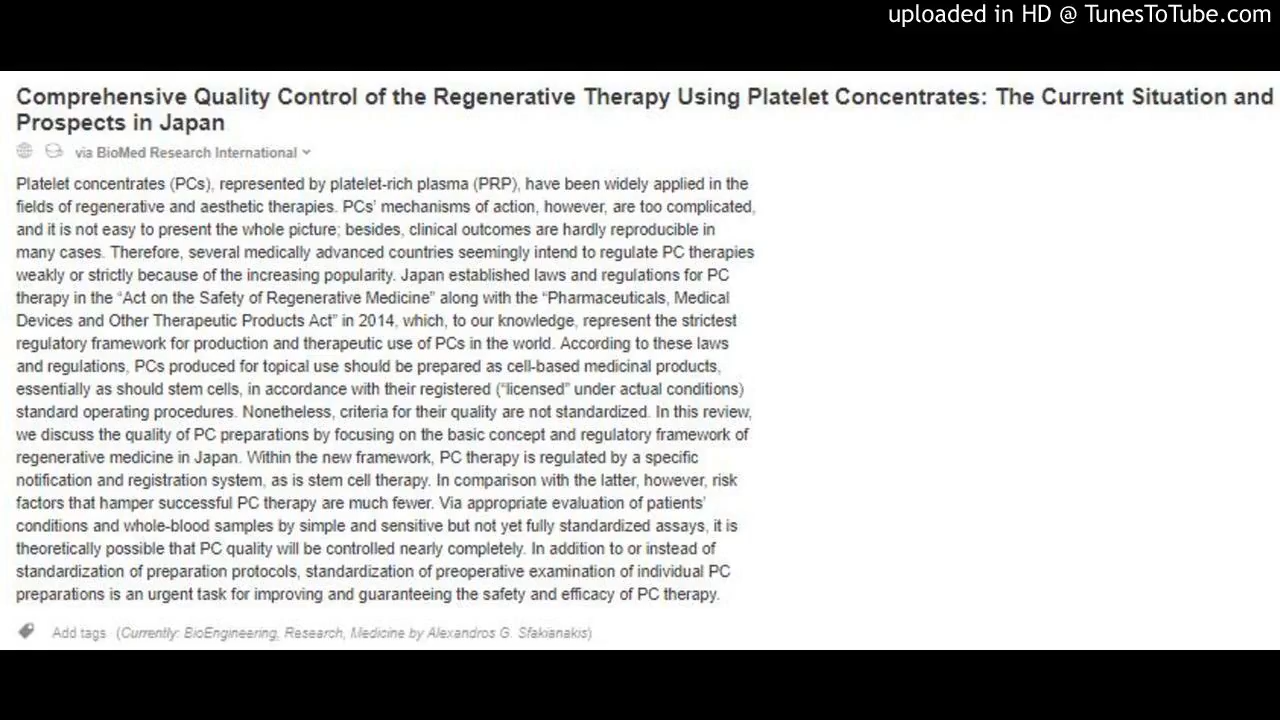 uploaded in HD @ TunesToTube.com
Comprehensive Quality Control of the Regenerative Therapy Using Platelet Concentrates: The Current Situation and
Prospects in Japan
via BioMed Research International
Platelet concentrates (PCs), represented by platelet-rich plasma (PRP), have been widely applied in the
fields of regenerative and aesthetic therapies. PCs’ mechanisms of action, however, are too complicated,
and it is not easy to present the whole picture; besides, clinical outcomes are hardly reproducible in
many cases. Therefore, several medically advanced countries seemingly intend to regulate PC therapies
weakly or strictly because of the increasing popularity. Japan established laws and regulations for PC
therapy in the “Act on the Safety of Regenerative Medicine” along with the “Pharmaceuticals, Medical
Devices and Other Therapeutic Products Act” in 2014, which, to our knowledge, represent the strictest
regulatory framework for production and therapeutic use of PCs in the world. According to these laws
and regulations, PCs produced for topical use should be prepared as cell-based medicinal products,
essentially as should stem cells, in accordance with their registered (“licensed” under actual conditions)
standard operating procedures. Nonetheless, criteria for their quality are not standardized. In this review,
we discuss the quality of PC preparations by focusing on the basic concept and regulatory framework of
regenerative medicine in Japan. Within the new framework, PC therapy is regulated by a specific
notification and registration system, as is stem cell therapy. In comparison with the latter, however, risk
factors that hamper successful PC therapy are much fewer. Via appropriate evaluation of patients’
conditions and whole-blood samples by simple and sensitive but not yet fully standardized assays, it is
theoretically possible that PC quality will be controlled nearly completely. In addition to or instead of
standardization of preparation protocols, standardization of preoperative examination of individual PC
preparations is an urgent task for improving and guaranteeing the safety and efficacy of PC therapy.
Add tags (Currently: BioEngineering, Research, Medicine by Alexandros G. Sfakianakis)